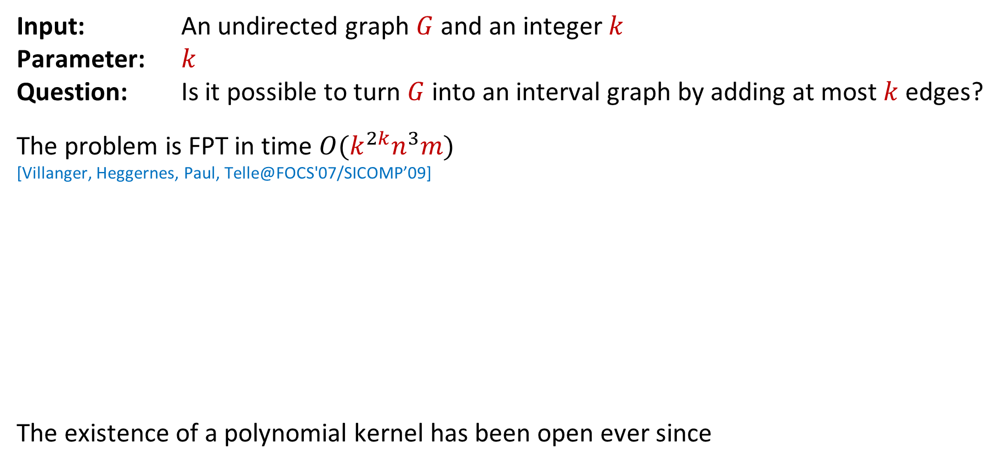 Input: An undirected graph G and an integer k
Parameter: k
Question: Is it possible to turn G into an interval graph by adding at most k edges?
The problem is FPT in time O(k^{2k}n^3m)
[Villanger, Heggernes, Paul, Telle@FOCS'07/SICOMP’09]
The existence of a polynomial kernel has been open ever since